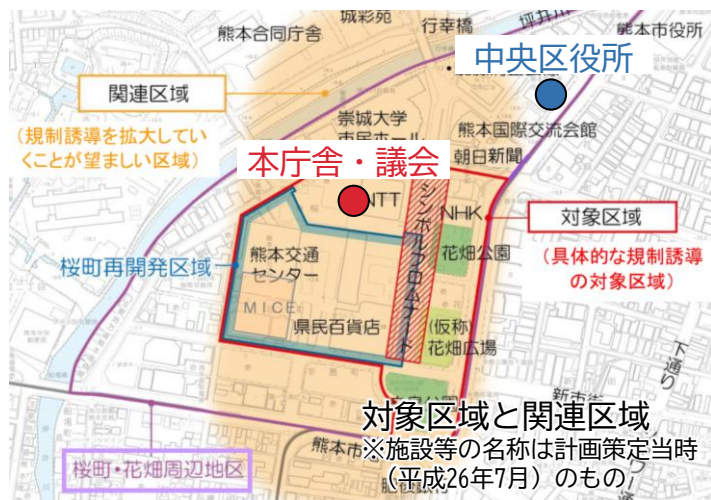 城彩苑
行幸橋
坪井川
熊本市役所
熊本合同庁舎
中央区役所
関連区域
(規制誘導を拡大してい
くことが望ましい区域)
崇城大学
市民ホール
熊本国際交流会館
朝日新聞
本庁舎・議会
NTT
シンボルプロムナード
NHK
対象区域
(具体的な規制誘導
の対象区域)
花畑公園
桜町再開発区域
熊本交通
センター
MICE
県民百貨店
(仮称)
花畑広場
下通り
新市街
対象区域と関連区域
※施設等の名称は計画策定当時
(平成26年7月)のもの
桜町・花畑周辺地区
熊本市